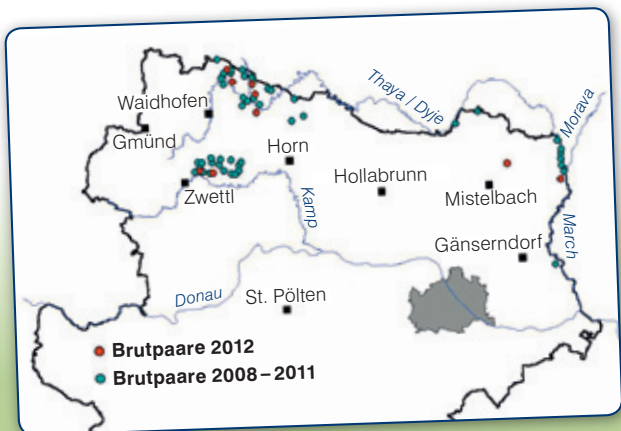 Thaya / Dyje
Morava
Waidhofen
Gmünd
Horn
Hollabrunn
Mistelbach
Zwettl
Kamp
March
Gänserndorf
Donau
St. Pölten
Brutpaare 2012
Brutpaare 2008–2011